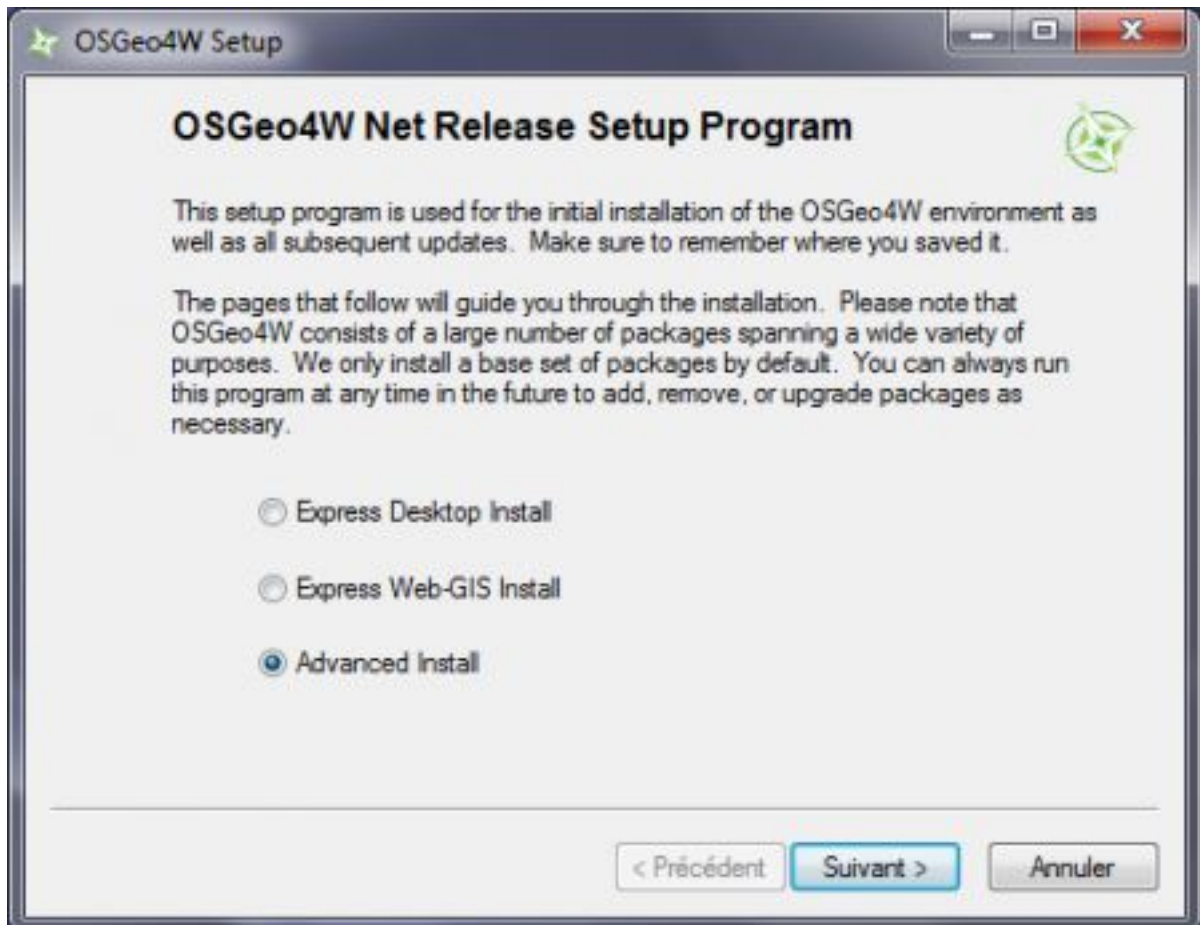 OSGeo4W Setup
OSGeo4W Net Release Setup Program
This setup program is used for the initial installation of the OSGeo4W environment as
well as all subsequent updates.  Make sure to remember where you saved it.
The pages that follow will guide you through the installation.  Please note that
OSGeo4W consists of a large number of packages spanning a wide variety of
purposes.  We only install a base set of packages by default.  You can always run
this program at any time in the future to add, remove, or upgrade packages as
necessary.
Express Desktop Install
Express Web-GIS Install
Advanced Install
< Précédent
Suivant >
Annuler